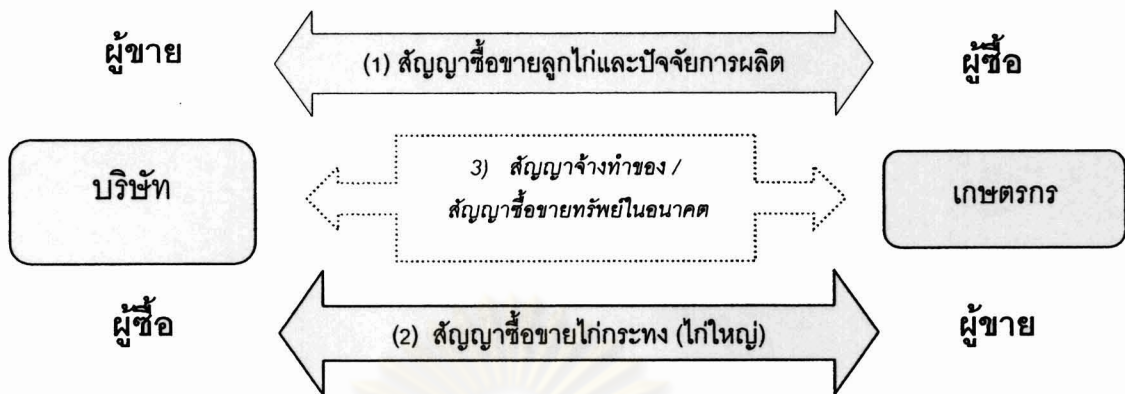 ผู้ขาย
(1) สัญญาซื้อขายลูกไก่และปัจจัยการผลิต
ผู้ซื้อ
บริษัท
3) สัญญาจ้างทำของ /
สัญญาซื้อขายทรัพย์ในอนาคต
เกษตรกร
ผู้ซื้อ
(2) สัญญาซื้อขายไก่กระทง (ไก่ใหญ่)
ผู้ขาย